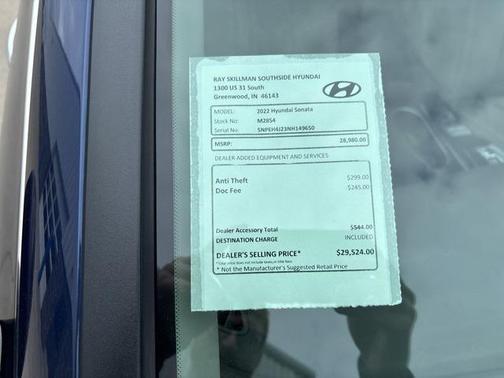 RAY SKILLMAN SOUTHSIDE HYUNDAI
1300 US 31 South
Greenwood, IN 46143
MODEL: 2022 Hyundai Sonata
Stock No: M2854
Serial No: 5NPEH4J23NH149650
MSRP: 28,980.00
DEALER ADDED EQUIPMENT AND SERVICES
Anti Theft $299.00
Doc Fee $245.00
Dealer Accessory Total $544.00
DESTINATION CHARGE INCLUDED
DEALER'S SELLING PRICE* $29,524.00
* Not the Manufacturer's Suggested Retail Price